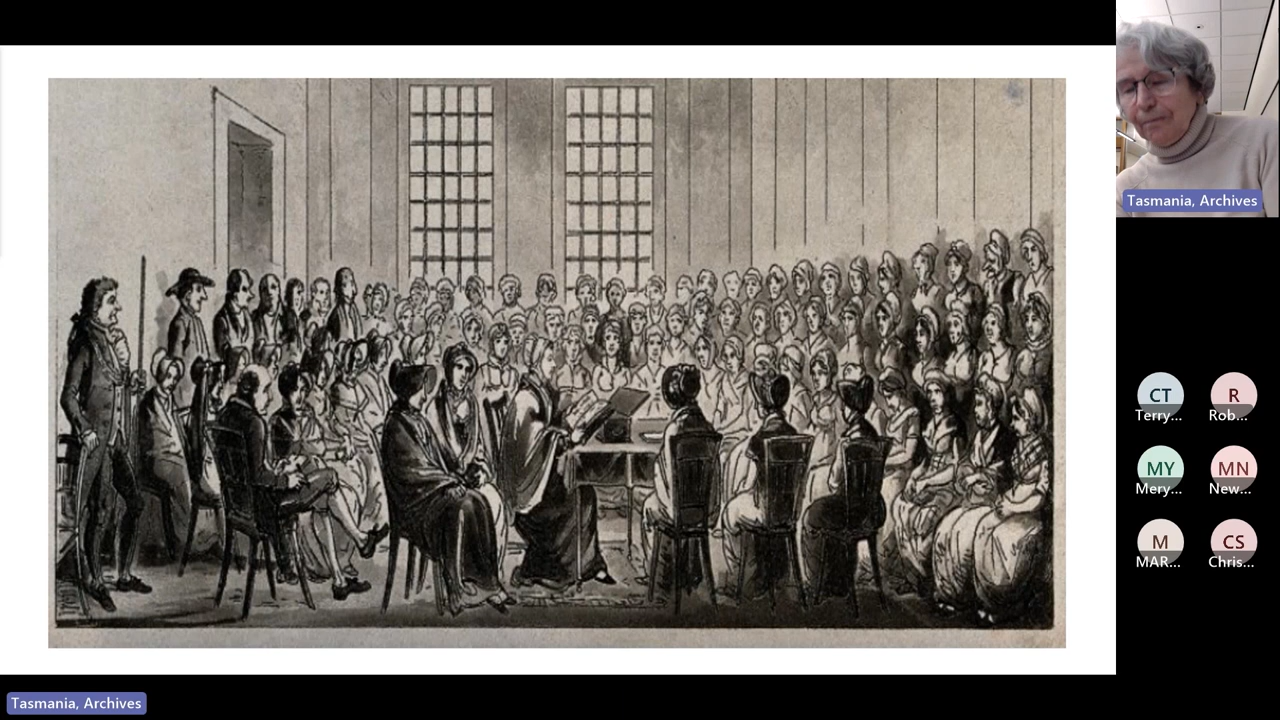 Tasmania, Archives
CT
R
Terry...
Rob...
MY
MN
Mery...
New...
M
CS
MAR...
Chris...
Tasmania, Archives